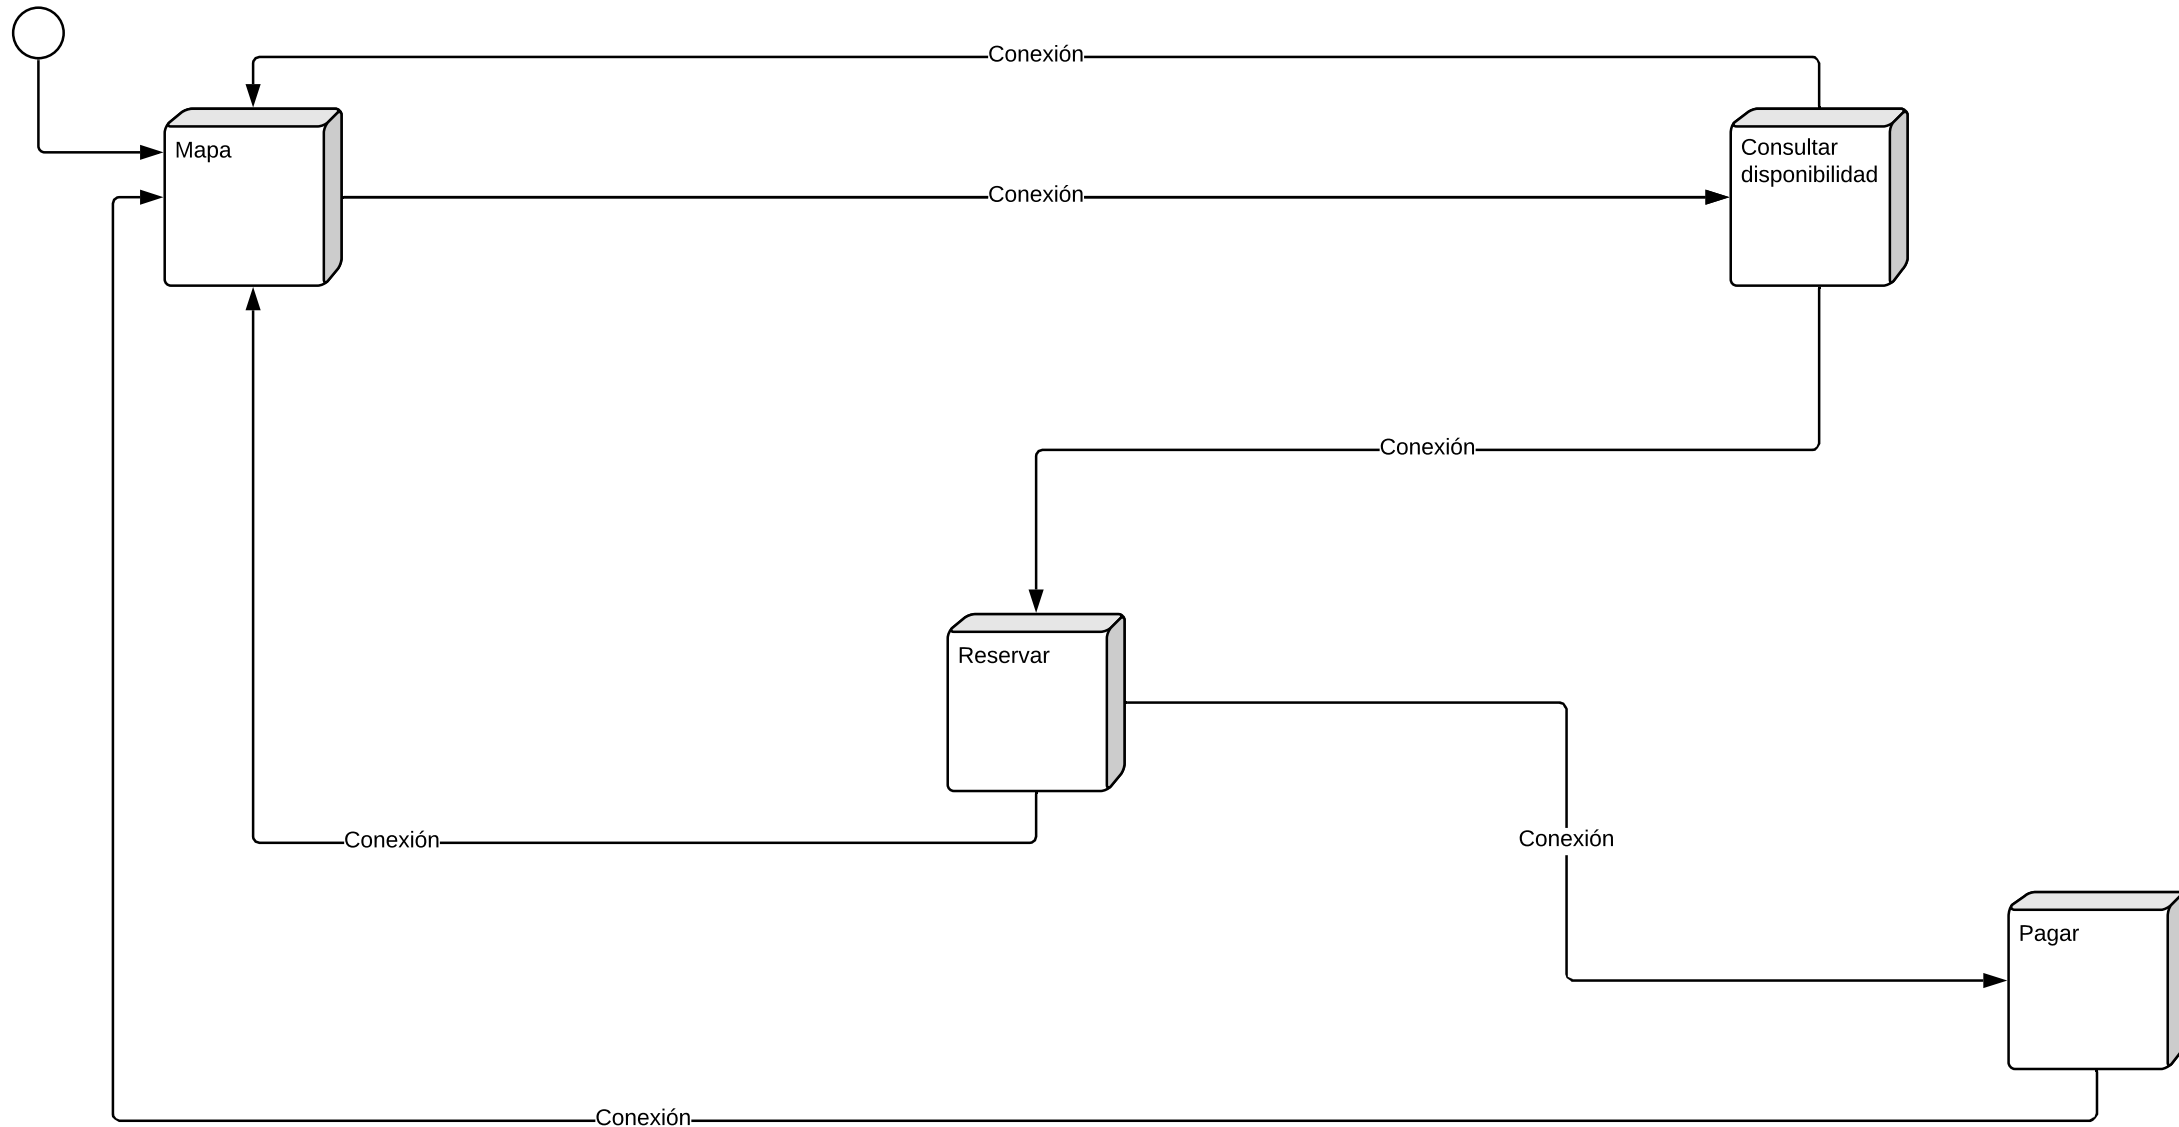 Conexión
Mapa
Consultar
disponibilidad
Conexión
Conexión
Reservar
Conexión
Conexión
Pagar
Conexión